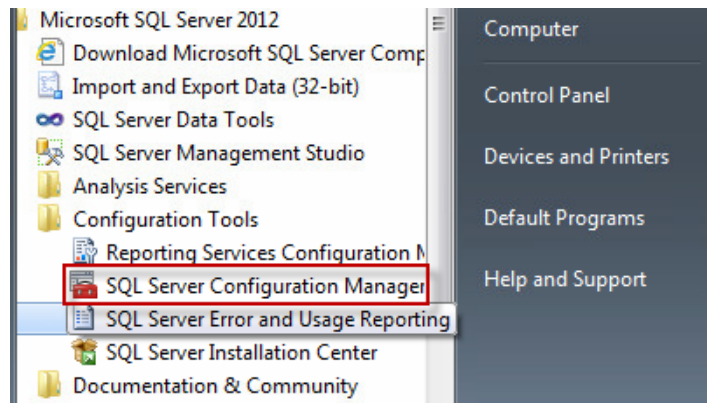 Microsoft SQL Server 2012
Download Microsoft SQL Server Comp
Import and Export Data (32-bit)
SQL Server Data Tools
SQL Server Management Studio
Analysis Services
Configuration Tools
Reporting Services Configuration M
SQL Server Configuration Manager
SQL Server Error and Usage Reporting
SQL Server Installation Center
Documentation & Community
Computer
Control Panel
Devices and Printers
Default Programs
Help and Support